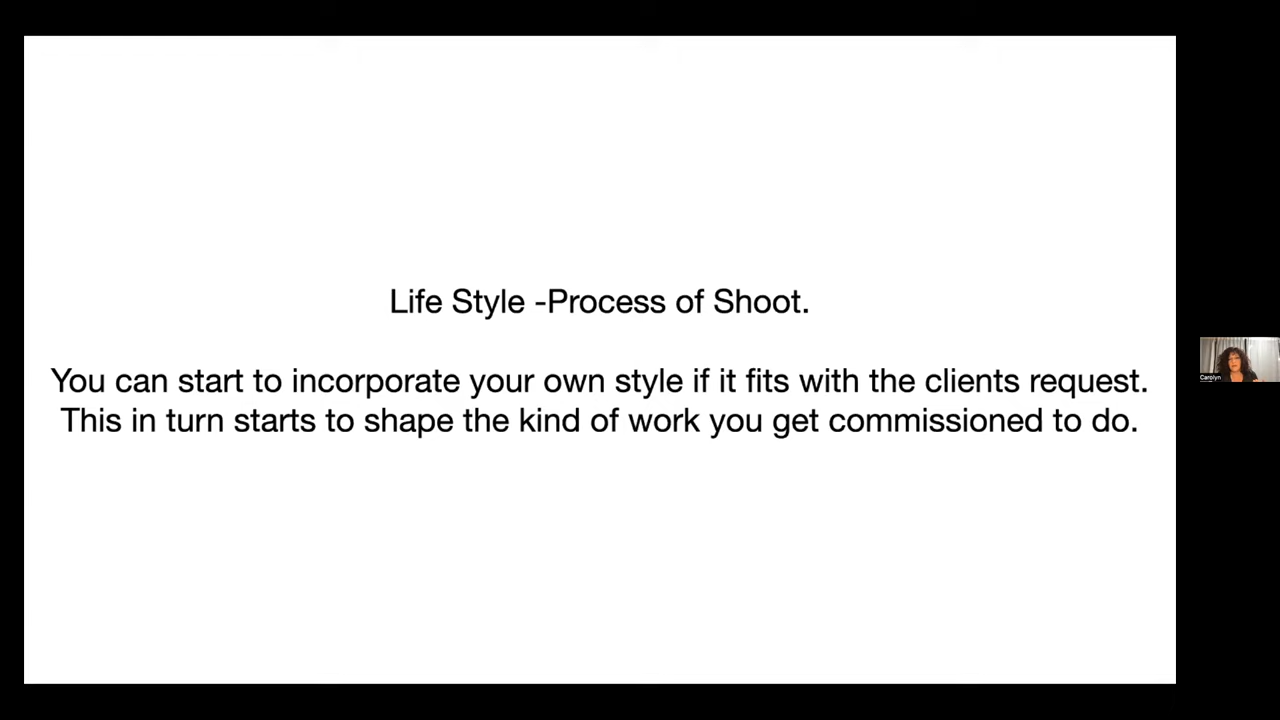 Life Style -Process of Shoot.
You can start to incorporate your own style if it fits with the clients request.
This in turn starts to shape the kind of work you get commissioned to do.
Carolyn